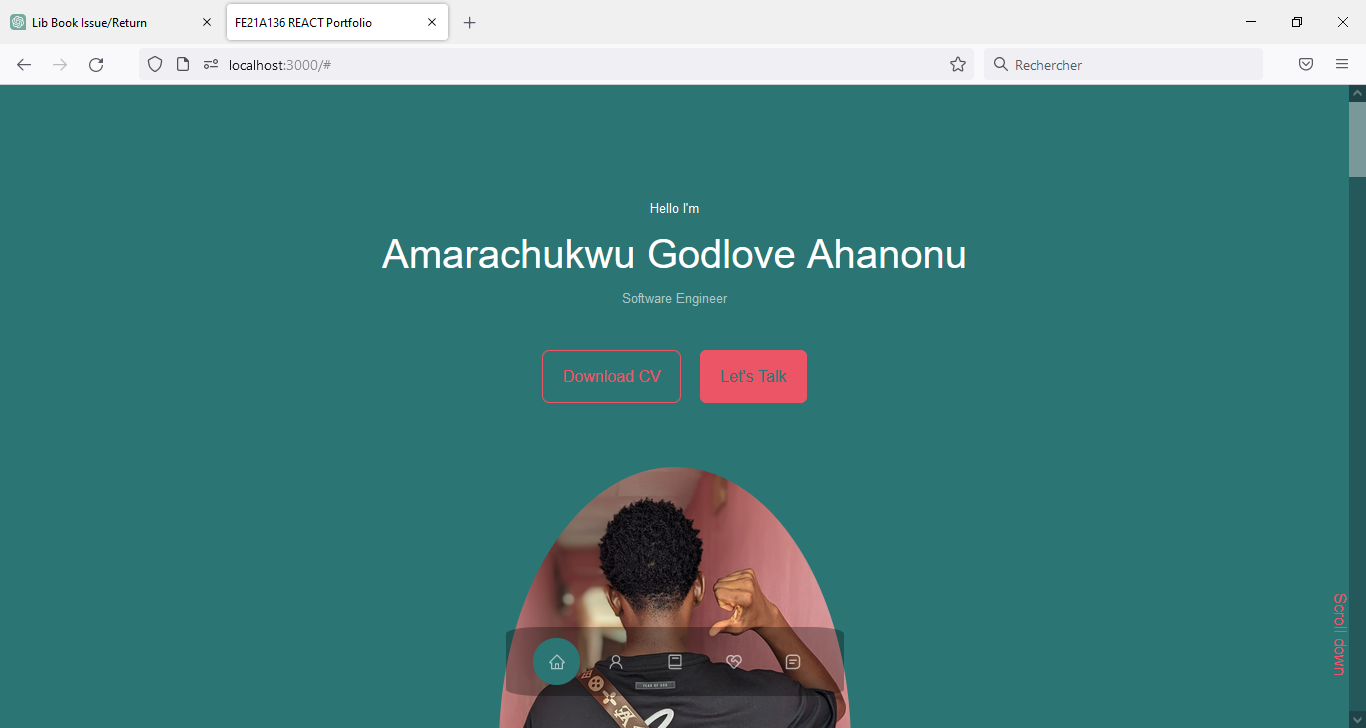 Lib Book Issue/Return
FE21A136 REACT Portfolio
localhost:3000/#
Rechercher
Hello I'm
Amarachukwu Godlove Ahanonu
Software Engineer
Download CV
Let's Talk
Scroll down